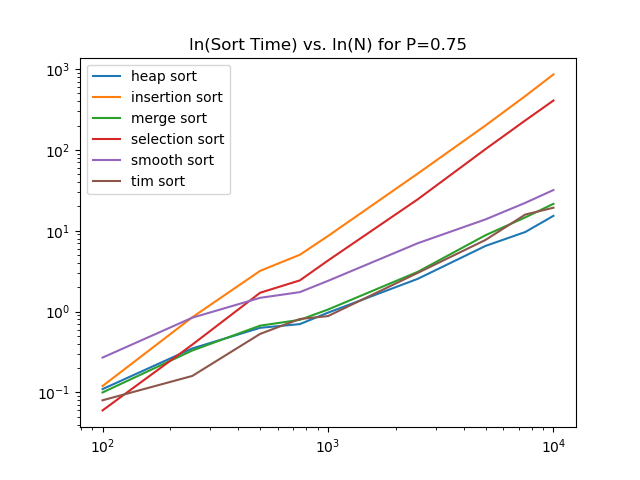 ln(Sort Time) vs. ln(N) for P=0.75
heap sort
insertion sort
merge sort
selection sort
smooth sort
tim sort
10³
10²
10¹
10⁰
10⁻¹
10² 10³ 10⁴